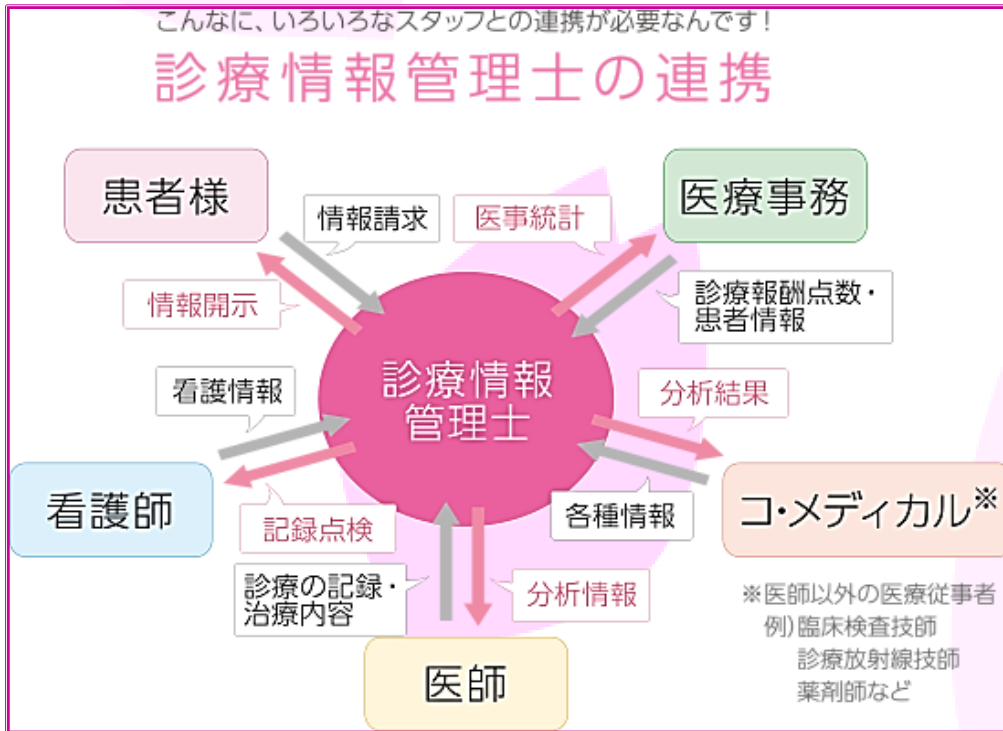 こんなに、いろいろなスタッフとの連携が必要なんです!
診療情報管理士の連携
患者様
医療事務
情報請求
医事統計
情報開示
診療報酬点数・
患者情報
診療情報
管理士
看護情報
分析結果
看護師
コ・メディカル※
記録点検
各種情報
診療の記録・
治療内容
分析情報
医師
※医師以外の医療従事者
例)臨床検査技師
診療放射線技師
薬剤師など